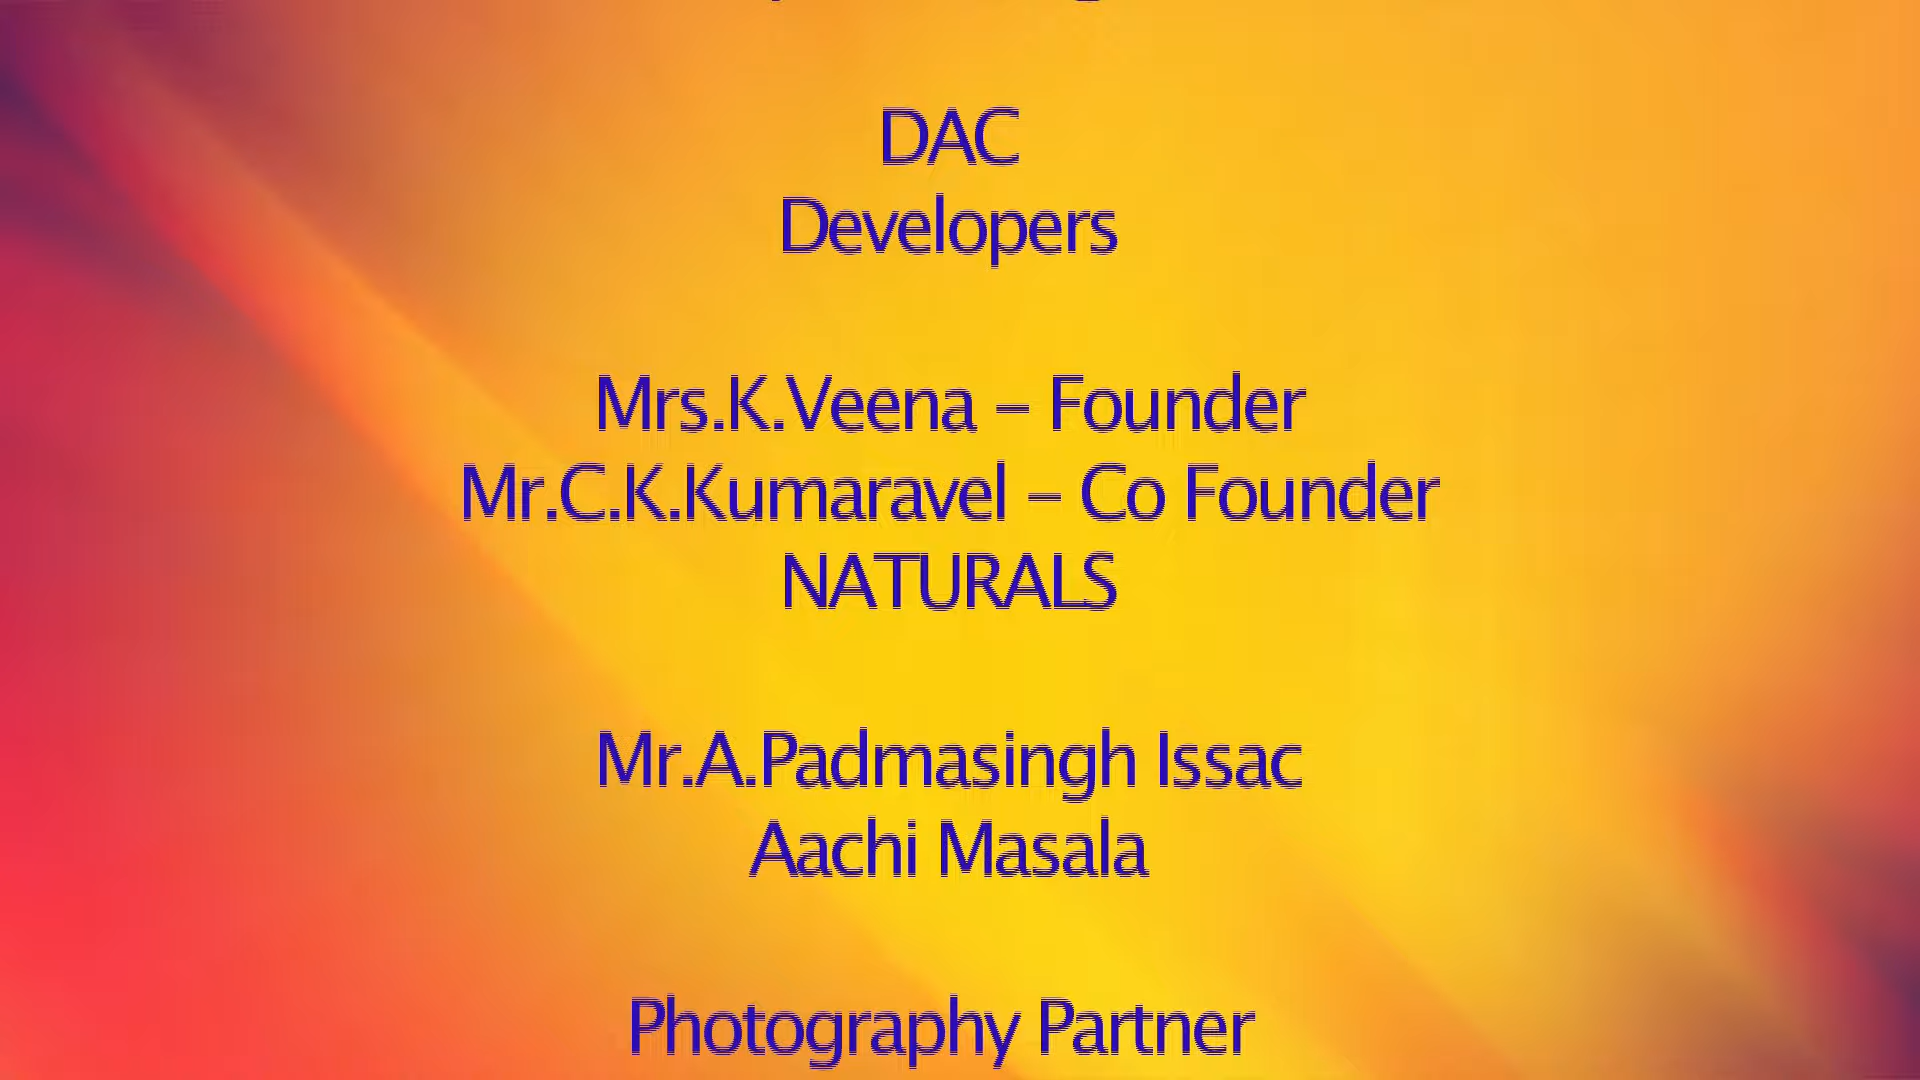 DAC
Developers
Mrs.K.Veena – Founder
Mr.C.K.Kumaravel – Co Founder
NATURALS
Mr.A.Padmasingh Issac
Aachi Masala
Photography Partner